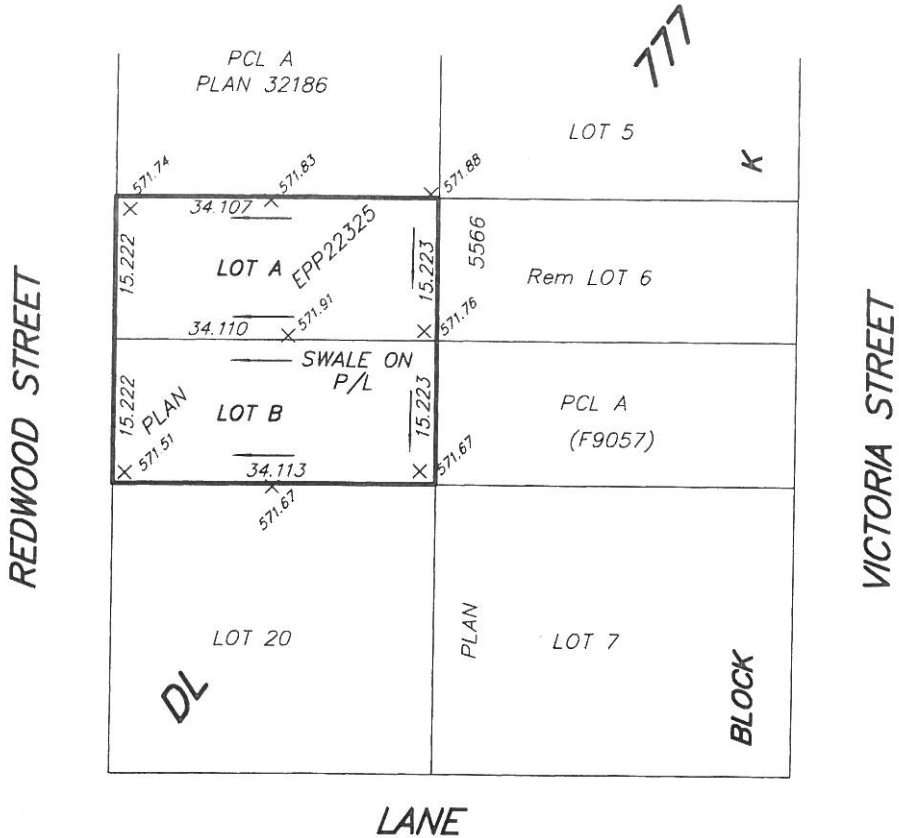 777
PCL A
PLAN 32186
LOT 5
K
571.74
571.83
571.88
34.107
15.222
LOT A
EPP22325
15.223
5566
Rem LOT 6
34.110
571.91
571.76
SWALE ON
P/L
15.222
PLAN
LOT B
15.223
PCL A
(F9057)
571.51
34.113
571.67
571.67
REDWOOD STREET
VICTORIA STREET
LOT 20
PLAN
LOT 7
DL
BLOCK
LANE